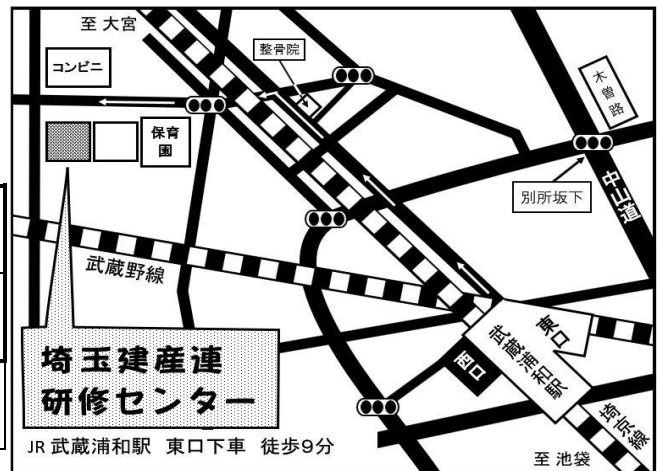 至 大宮
整骨院
コンビニ
木曽路
保育
園
別所坂下
中山道
武蔵野線
東口
武蔵浦和駅
西口
埼玉建産連
研修センター
埼京線
JR 武蔵浦和駅 東口下車 徒歩9分
至 池袋